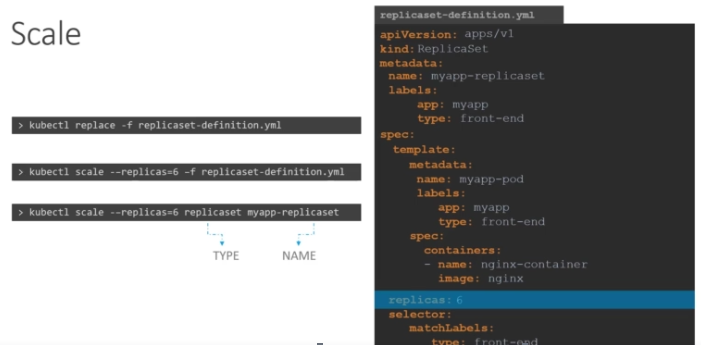 Scale
> kubectl replace -f replicaset-definition.yml
> kubectl scale --replicas=6 -f replicaset-definition.yml
> kubectl scale --replicas=6 replicaset myapp-replicaset
TYPE NAME
replicaset-definition.yml
apiVersion: apps/v1
kind: ReplicaSet
metadata:
name: myapp-replicaset
labels:
app: myapp
type: front-end
spec:
template:
metadata:
name: myapp-pod
labels:
app: myapp
type: front-end
spec:
containers:
- name: nginx-container
image: nginx
replicas: 6
selector:
matchLabels:
type: front-end